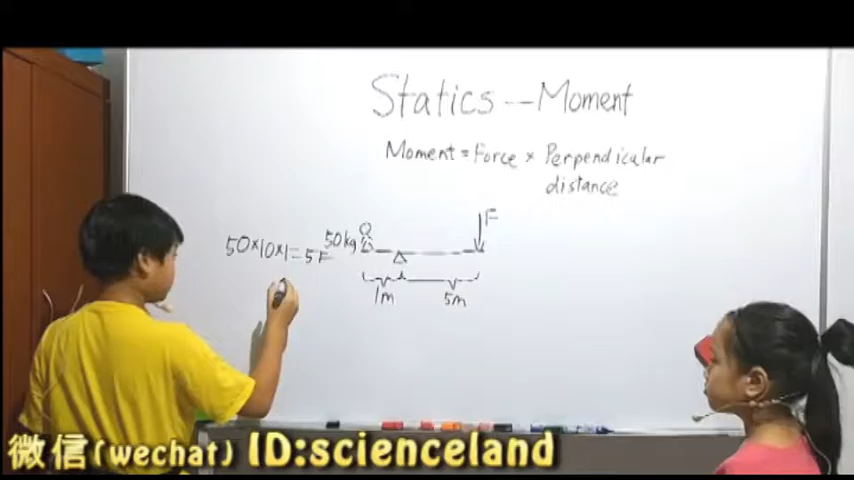 Statics — Moment
Moment = Force × Perpendicular
distance
F
50kg
50×10×1=5F
1m
5m
微信(wechat) ID:scienceland